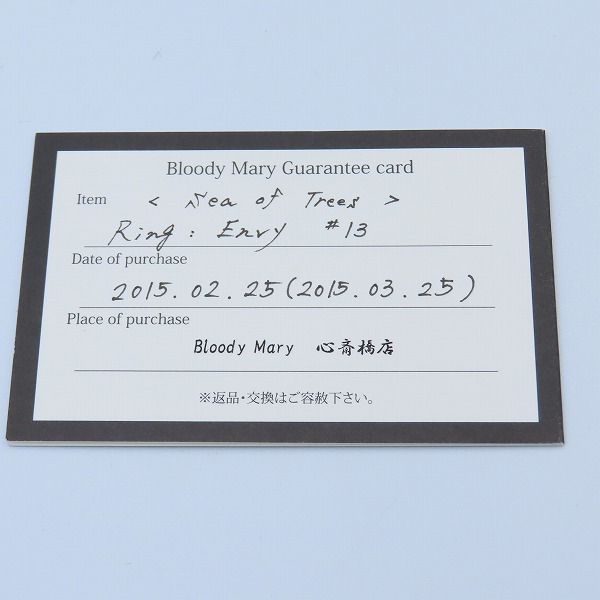 Bloody Mary Guarantee card
Item < Sea of Trees >
Ring : Envy #13
Date of purchase
2015.02.25(2015.03.25)
Place of purchase
Bloody Mary 心斎橋店
※返品・交換はご容赦下さい。